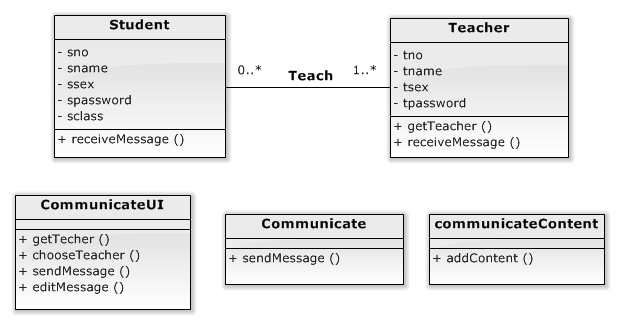 Student
- sno
- sname
- ssex
- spassword
- sclass
+ receiveMessage ()
0..*
Teach
1..*
Teacher
- tno
- tname
- tsex
- tpassword
+ getTeacher ()
+ receiveMessage ()
CommunicateUI
+ getTecher ()
+ chooseTeacher ()
+ sendMessage ()
+ editMessage ()
Communicate
+ sendMessage ()
communicateContent
+ addContent ()